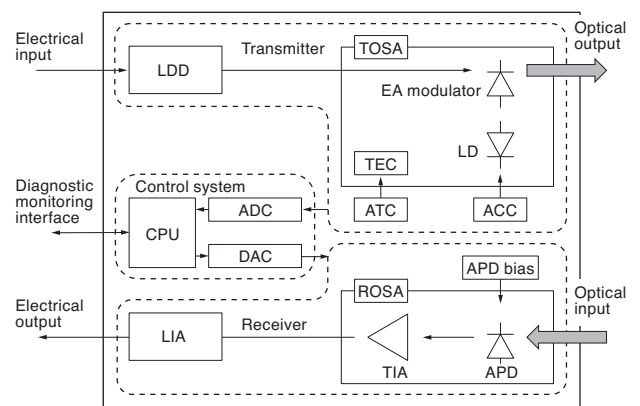 Electrical
input
LDD
Transmitter
TOSA
Optical
output
EA modulator
LD
TEC
ATC
ACC
Diagnostic
monitoring
interface
Control system
CPU
ADC
DAC
Electrical
output
LIA
Receiver
ROSA
APD bias
Optical
input
TIA
APD